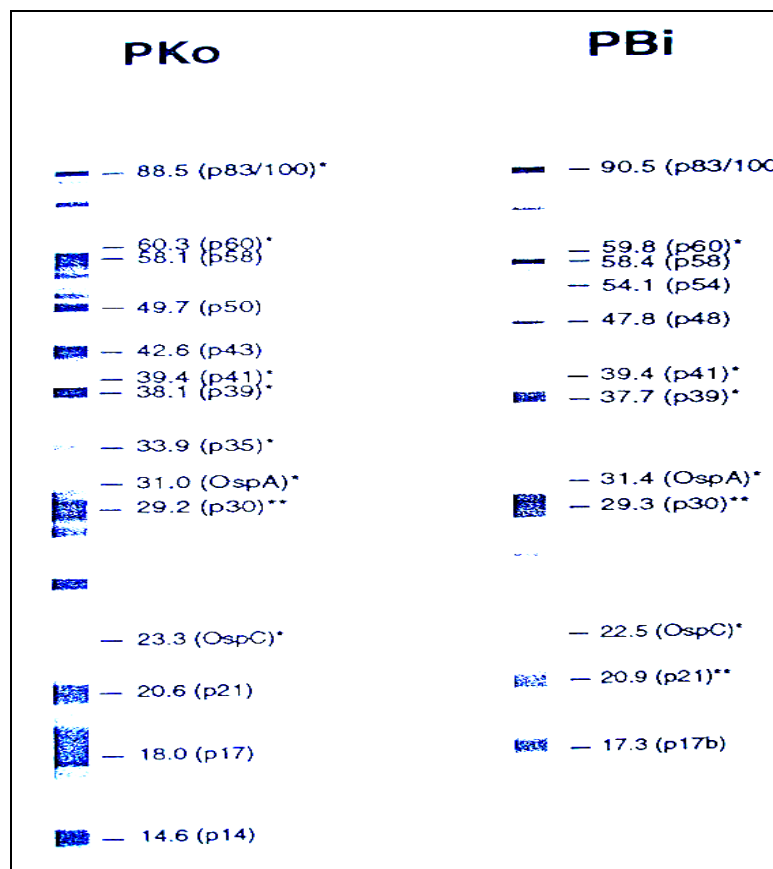 PKo
88.5 (p83/100)*
60.3 (p60)*
58.1 (p58)
49.7 (p50)
42.6 (p43)
39.4 (p41)*
38.1 (p39)*
33.9 (p35)*
31.0 (OspA)*
29.2 (p30)**
23.3 (OspC)*
20.6 (p21)
18.0 (p17)
14.6 (p14)
PBi
90.5 (p83/100
59.8 (p60)*
58.4 (p58)
54.1 (p54)
47.8 (p48)
39.4 (p41)*
37.7 (p39)*
31.4 (OspA)*
29.3 (p30)**
22.5 (OspC)*
20.9 (p21)**
17.3 (p17b)